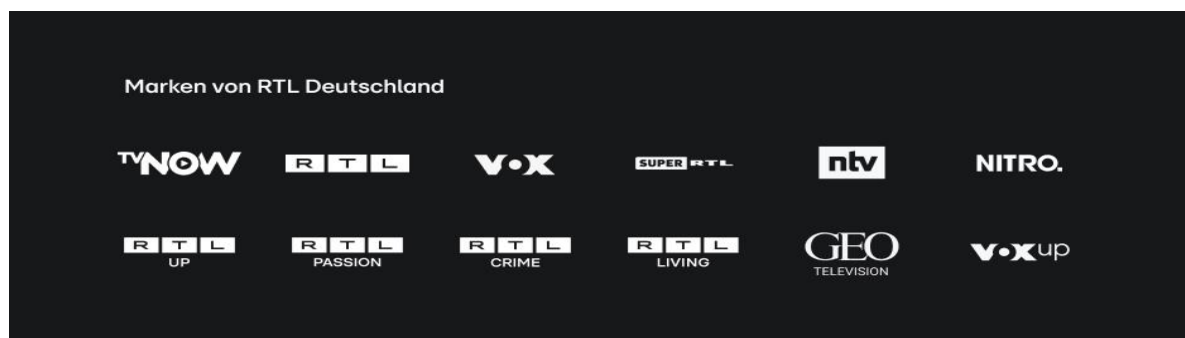 Marken von RTL Deutschland
TVNOW RTL VOX SUPER RTL ntv NITRO.
RTL UP RTL PASSION RTL CRIME RTL LIVING GEO TELEVISION VOXup